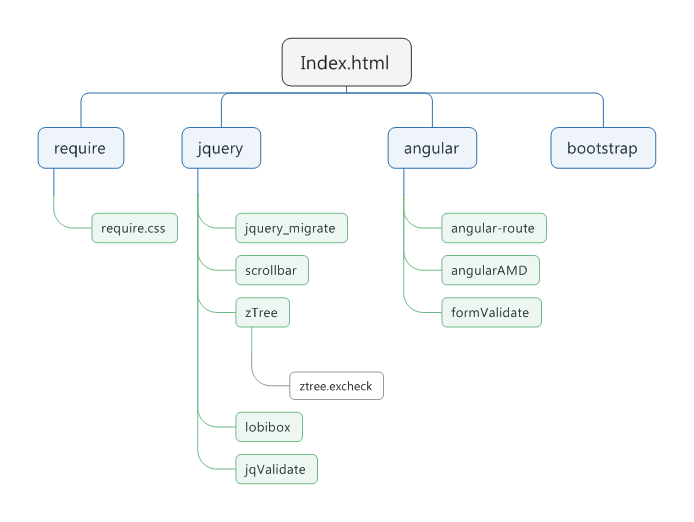 Index.html
require
jquery
angular
bootstrap
require.css
jquery_migrate
angular-route
scrollbar
angularAMD
zTree
formValidate
ztree.excheck
lobibox
jqValidate